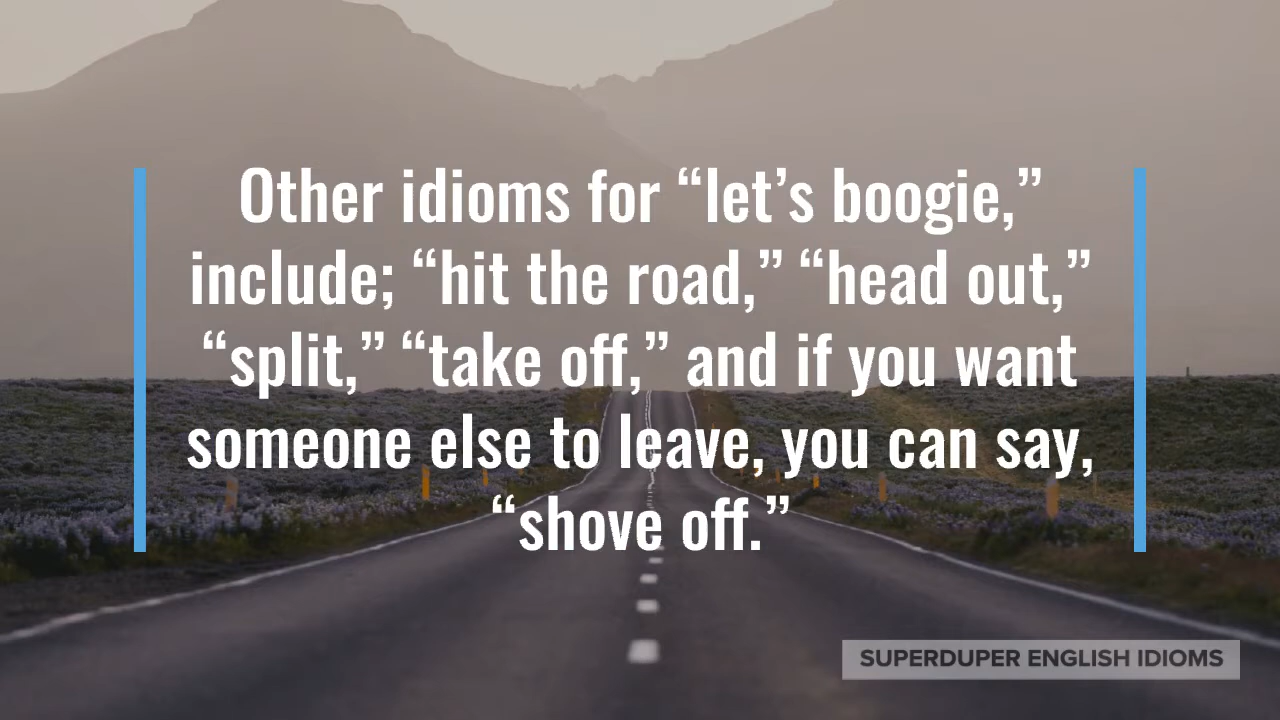 Other idioms for “let’s boogie,”
include; “hit the road,” “head out,”
“split,” “take off,” and if you want
someone else to leave, you can say,
“shove off.”
SUPERDUPER ENGLISH IDIOMS